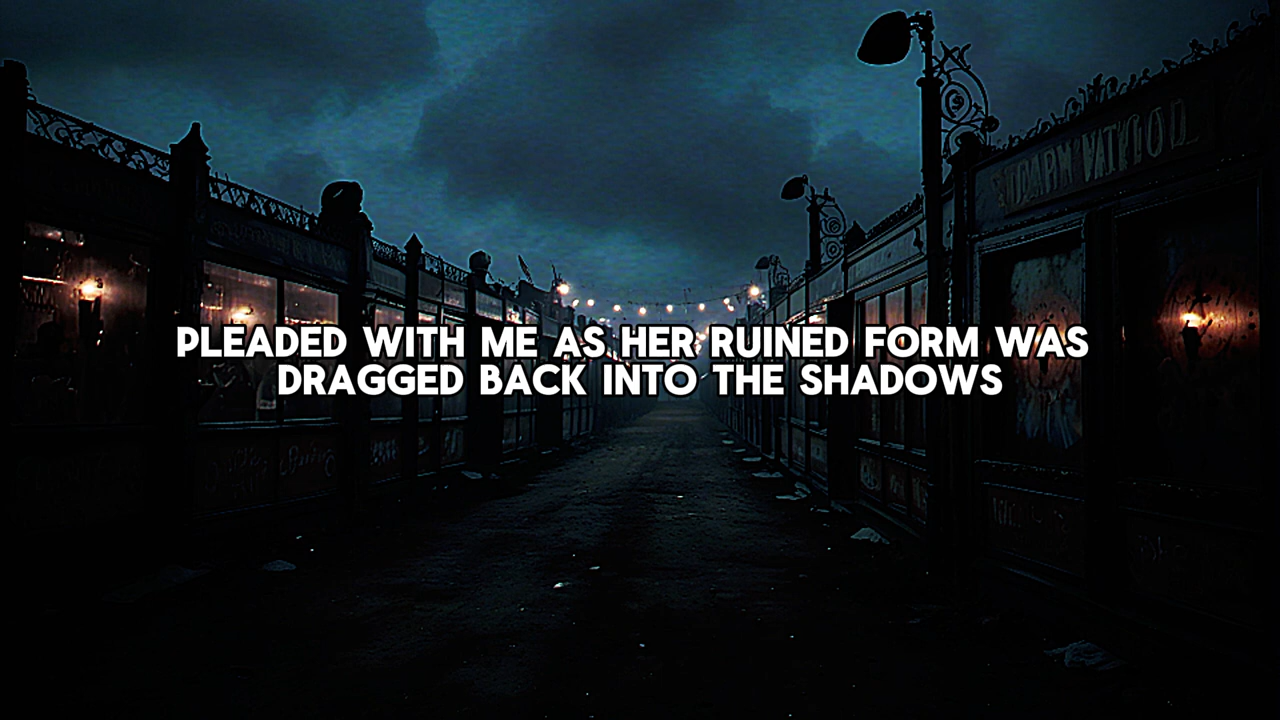 PLEADED WITH ME AS HER RUINED FORM WAS
DRAGGED BACK INTO THE SHADOWS